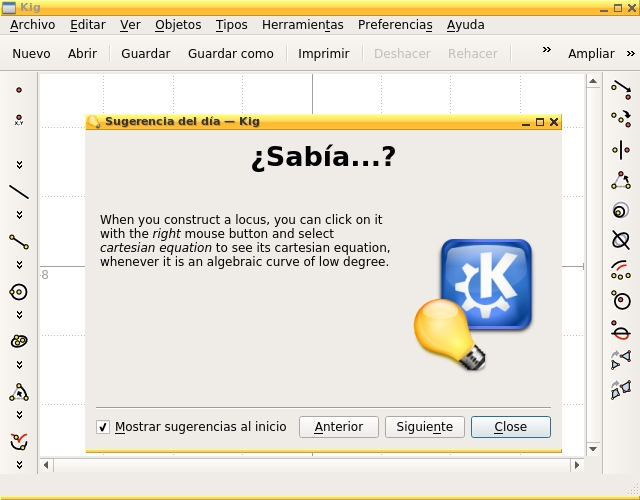 Kig
Archivo Editar Ver Objetos Tipos Herramientas Preferencias Ayuda
Nuevo Abrir Guardar Guardar como Imprimir Deshacer Rehacer » Ampliar »
X,Y
Sugerencia del día — Kig
¿Sabía...?
When you construct a locus, you can click on it
with the right mouse button and select
cartesian equation to see its cartesian equation,
whenever it is an algebraic curve of low degree.
-8
Mostrar sugerencias al inicio Anterior Siguiente Close